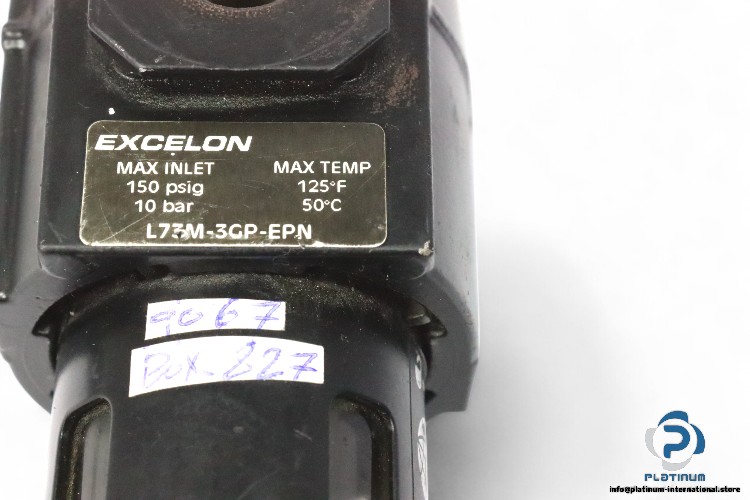 EXCELON
MAX INLET MAX TEMP
150 psig 125°F
10 bar 50°C
L73M-3GP-EPN
9067
Box-827
PLATINUM
info@platinum-international.store